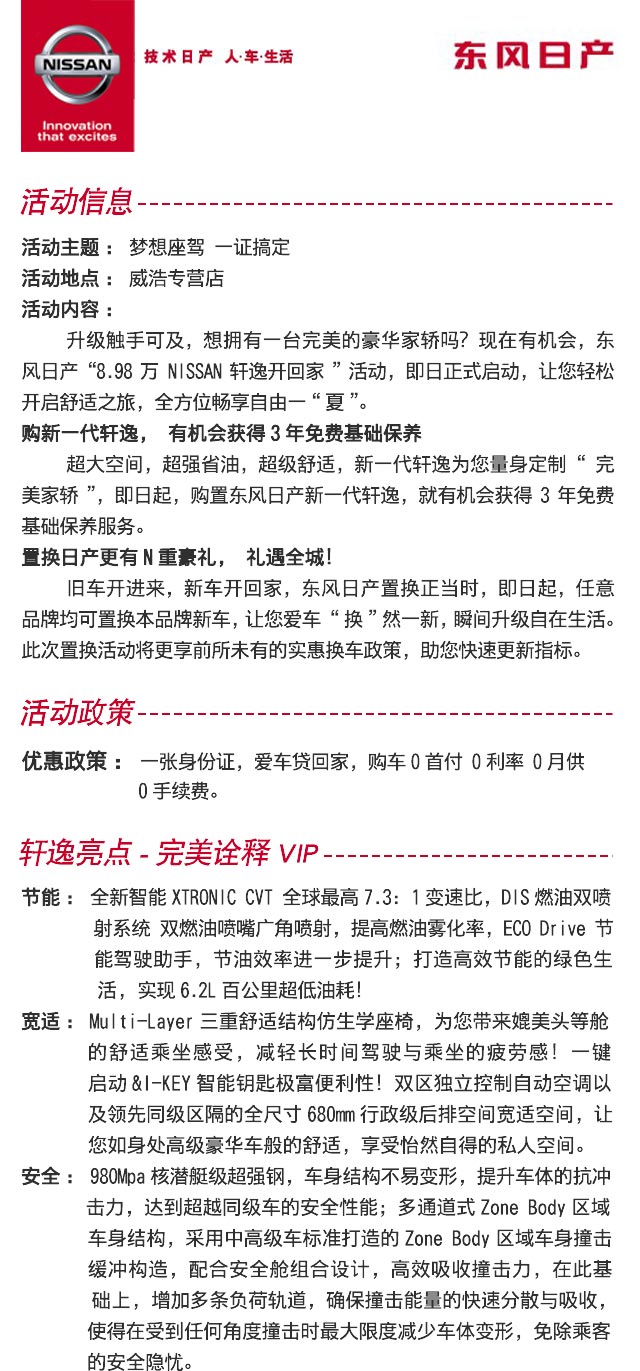 NISSAN
Innovation
that excites
技术日产 人·车·生活
东风日产
活动信息
活动主题： 梦想座驾 一证搞定
活动地点： 威浩专营店
活动内容：
升级触手可及，想拥有一台完美的豪华家轿吗？现在有机会，东
风日产“8.98 万 NISSAN 轩逸开回家 ”活动，即日正式启动，让您轻松
开启舒适之旅，全方位畅享自由一“ 夏 ”。
购新一代轩逸， 有机会获得 3 年免费基础保养
超大空间，超强省油，超级舒适，新一代轩逸为您量身定制 “ 完
美家轿 ”，即日起，购置东风日产新一代轩逸，就有机会获得 3 年免费
基础保养服务。
置换日产更有 N 重豪礼， 礼遇全城！
旧车开进来，新车开回家，东风日产置换正当时，即日起，任意
品牌均可置换本品牌新车，让您爱车 “ 换 ” 然一新，瞬间升级自在生活。
此次置换活动将更享前所未有的实惠换车政策，助您快速更新指标。
活动政策
优惠政策： 一张身份证，爱车贷回家，购车 0 首付 0 利率 0 月供
0 手续费。
轩逸亮点 - 完美诠释 VIP
节能： 全新智能 XTRONIC CVT 全球最高 7.3：1 变速比，DIS 燃油双喷
射系统 双燃油喷嘴广角喷射，提高燃油雾化率，ECO Drive 节
能驾驶助手，节油效率进一步提升；打造高效节能的绿色生
活，实现 6.2L 百公里超低油耗！
宽适： Multi-Layer 三重舒适结构仿生学座椅，为您带来媲美头等舱
的舒适乘坐感受，减轻长时间驾驶与乘坐的疲劳感！一键
启动 &I-KEY 智能钥匙极富便利性！双区独立控制自动空调以
及领先同级区隔的全尺寸 680mm 行政级后排空间宽适空间，让
您如身处高级豪华车般的舒适，享受怡然自得的私人空间。
安全： 980Mpa 核潜艇级超强钢，车身结构不易变形，提升车体的抗冲
击力，达到超越同级车的安全性能；多通道式 Zone Body 区域
车身结构，采用中高级车标准打造的 Zone Body 区域车身撞击
缓冲构造，配合安全舱组合设计，高效吸收撞击力，在此基
础上，增加多条负荷轨道，确保撞击能量的快速分散与吸收，
使得在受到任何角度撞击时最大限度减少车体变形，免除乘客
的安全隐忧。